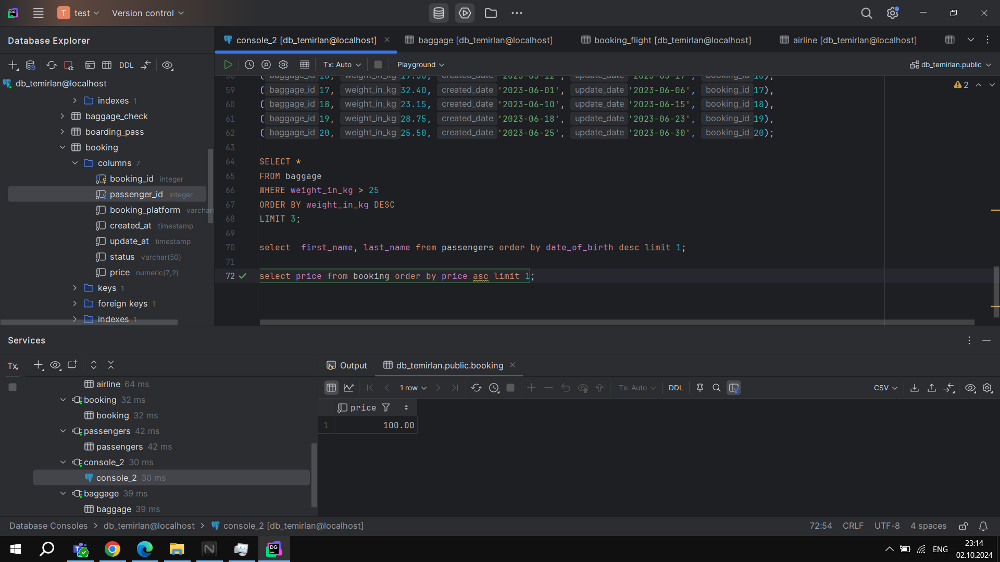 T test Version control
Database Explorer
console_2 [db_temirlan@localhost] baggage [db_temirlan@localhost] booking_flight [db_temirlan@localhost] airline [db_temirlan@localhost]
DDL
Tx: Auto Playground db_temirlan.public
db_temirlan@localhost
indexes 1
baggage_check
boarding_pass
booking
columns 7
booking_id integer
passenger_id integer
booking_platform varchar(
created_at timestamp
update_at timestamp
status varchar(50)
price numeric(7,2)
keys 1
foreign keys 1
indexes 1
2
59 ( baggage_id 17, weight_in_kg 32.40, created_date '2023-06-01', update_date '2023-06-06', booking_id 17),
60 ( baggage_id 18, weight_in_kg 23.15, created_date '2023-06-10', update_date '2023-06-15', booking_id 18),
61 ( baggage_id 19, weight_in_kg 28.75, created_date '2023-06-18', update_date '2023-06-23', booking_id 19),
62 ( baggage_id 20, weight_in_kg 25.50, created_date '2023-06-25', update_date '2023-06-30', booking_id 20);
63
64 SELECT *
65 FROM baggage
66 WHERE weight_in_kg > 25
67 ORDER BY weight_in_kg DESC
68 LIMIT 3;
69
70 select  first_name, last_name from passengers order by date_of_birth desc limit 1;
71
72 select price from booking order by price asc limit 1;
Services
Tx
airline 64 ms
booking 32 ms
booking 32 ms
passengers 42 ms
passengers 42 ms
console_2 30 ms
console_2 30 ms
baggage 39 ms
baggage 39 ms
Output db_temirlan.public.booking
1 row Tx: Auto DDL CSV
price
1 100.00
Database Consoles > db_temirlan@localhost > console_2 [db_temirlan@localhost]
72:54 CRLF UTF-8 4 spaces
ENG
23:14
02.10.2024